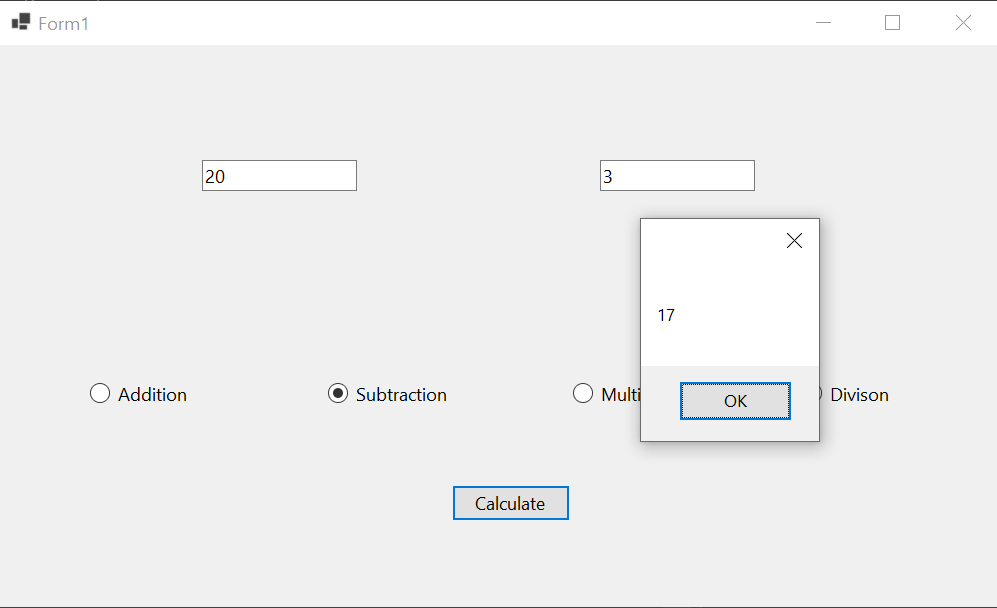 Form1
20
3
17
Addition
Subtraction
Multi
Divison
OK
Calculate